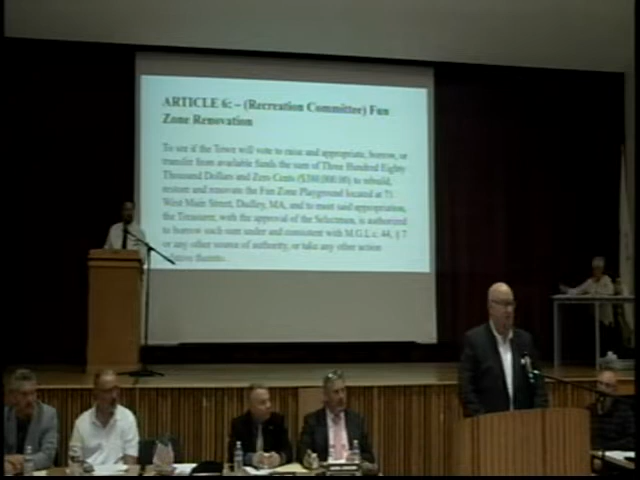 ARTICLE 6: – (Recreation Committee) Fun
Zone Renovation
To see if the Town will vote to raise and appropriate, borrow, or
transfer from available funds the sum of Three Hundred Eighty
Thousand Dollars and Zero Cents ($380,000.00) to rebuild,
restore and renovate the Fun Zone Playground located at 71
West Main Street, Dudley, MA, and to meet said appropriation,
the Treasurer, with the approval of the Selectmen, is authorized
to borrow such sum under and consistent with M.G.L c. 44, § 7
or any other source of authority, or take any other action
thereto.